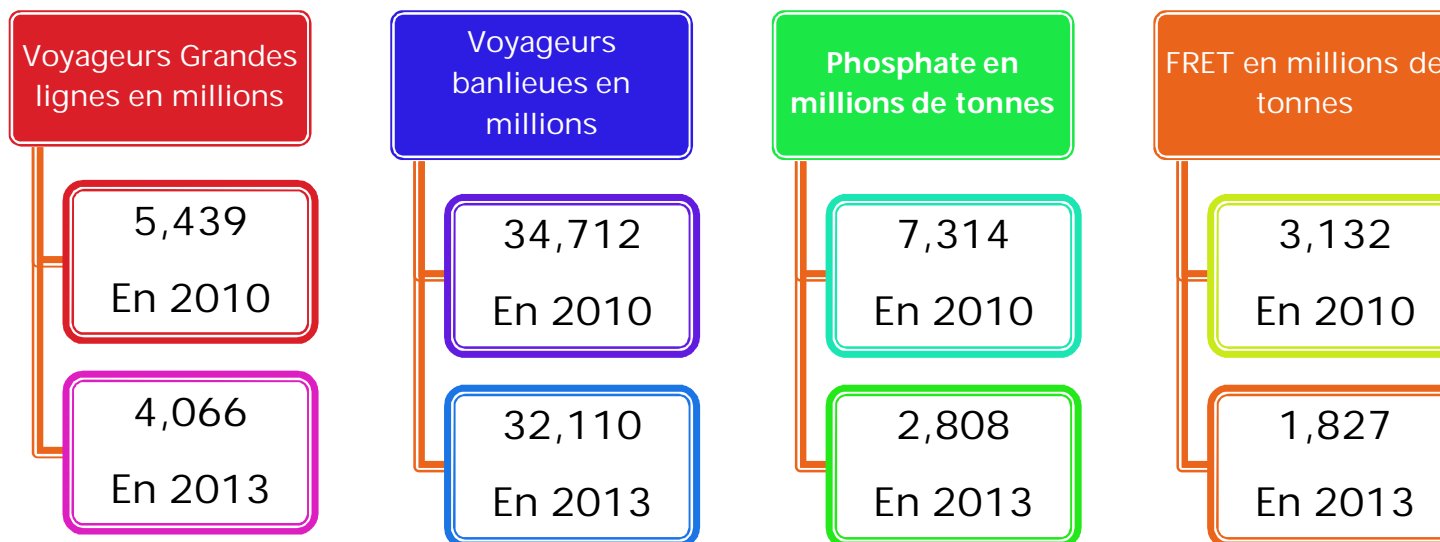 Voyageurs Grandes
lignes en millions
5,439
En 2010
4,066
En 2013
Voyageurs
banlieues en
millions
34,712
En 2010
32,110
En 2013
Phosphate en
millions de tonnes
7,314
En 2010
2,808
En 2013
FRET en millions de
tonnes
3,132
En 2010
1,827
En 2013